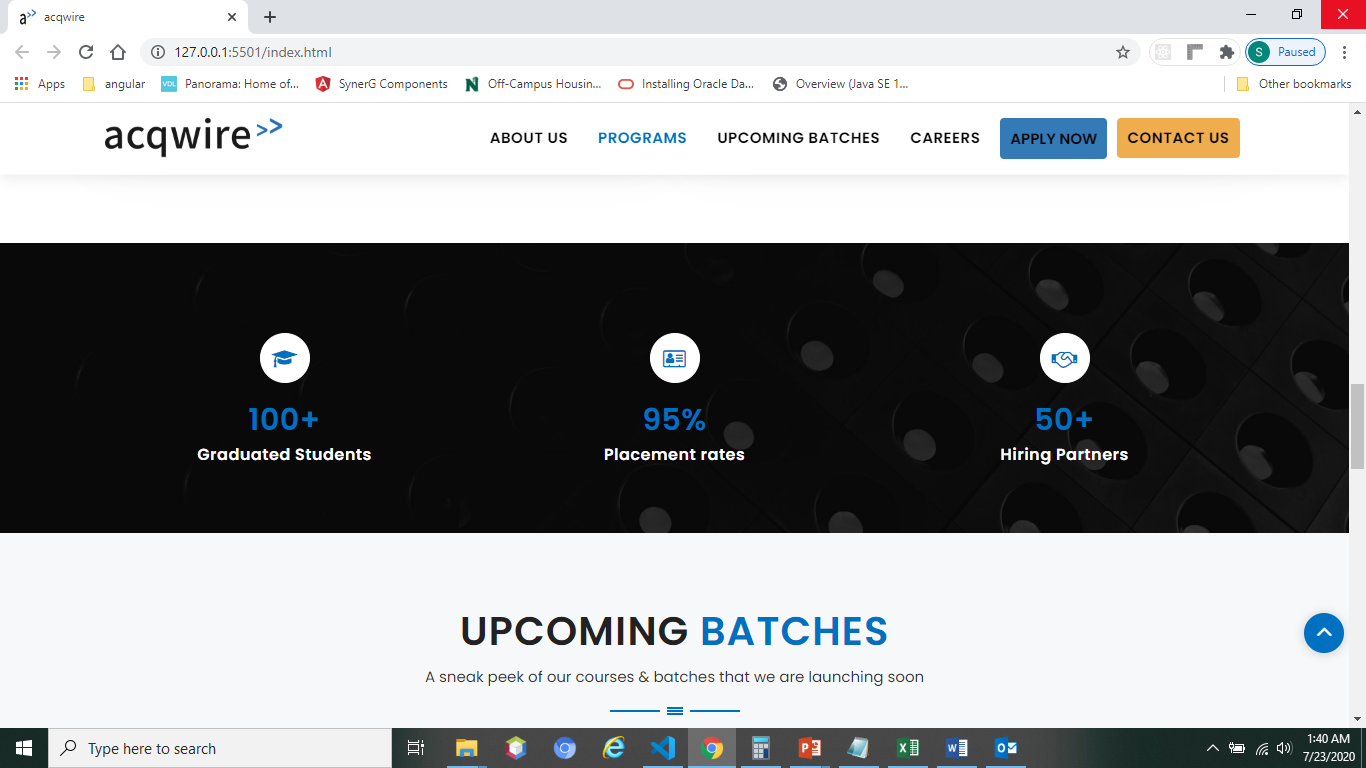 acqwire
127.0.0.1:5501/index.html
S Paused
Apps angular Panorama: Home of... SynerG Components Off-Campus Housin... Installing Oracle Da... Overview (Java SE 1... Other bookmarks
acqwire >> ABOUT US PROGRAMS UPCOMING BATCHES CAREERS APPLY NOW CONTACT US
100+ 95% 50+
Graduated Students Placement rates Hiring Partners
UPCOMING BATCHES
A sneak peek of our courses & batches that we are launching soon
Type here to search
1:40 AM
7/23/2020